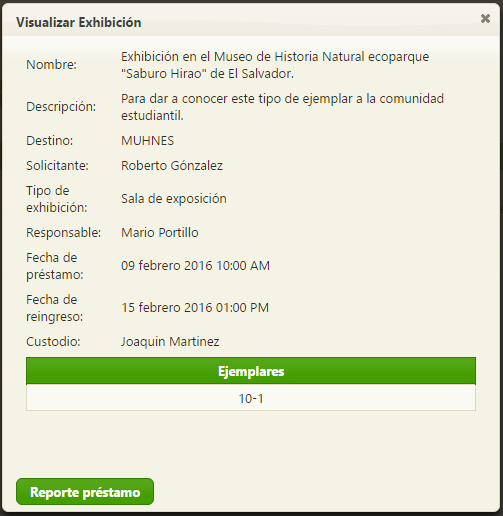 Visualizar Exhibición
Nombre: Exhibición en el Museo de Historia Natural ecoparque
"Saburo Hirao" de El Salvador.
Descripción: Para dar a conocer este tipo de ejemplar a la comunidad
estudiantil.
Destino: MUHNES
Solicitante: Roberto Gónzalez
Tipo de
exhibición: Sala de exposición
Responsable: Mario Portillo
Fecha de
préstamo: 09 febrero 2016 10:00 AM
Fecha de
reingreso: 15 febrero 2016 01:00 PM
Custodio: Joaquin Martinez
Ejemplares
10-1
Reporte préstamo